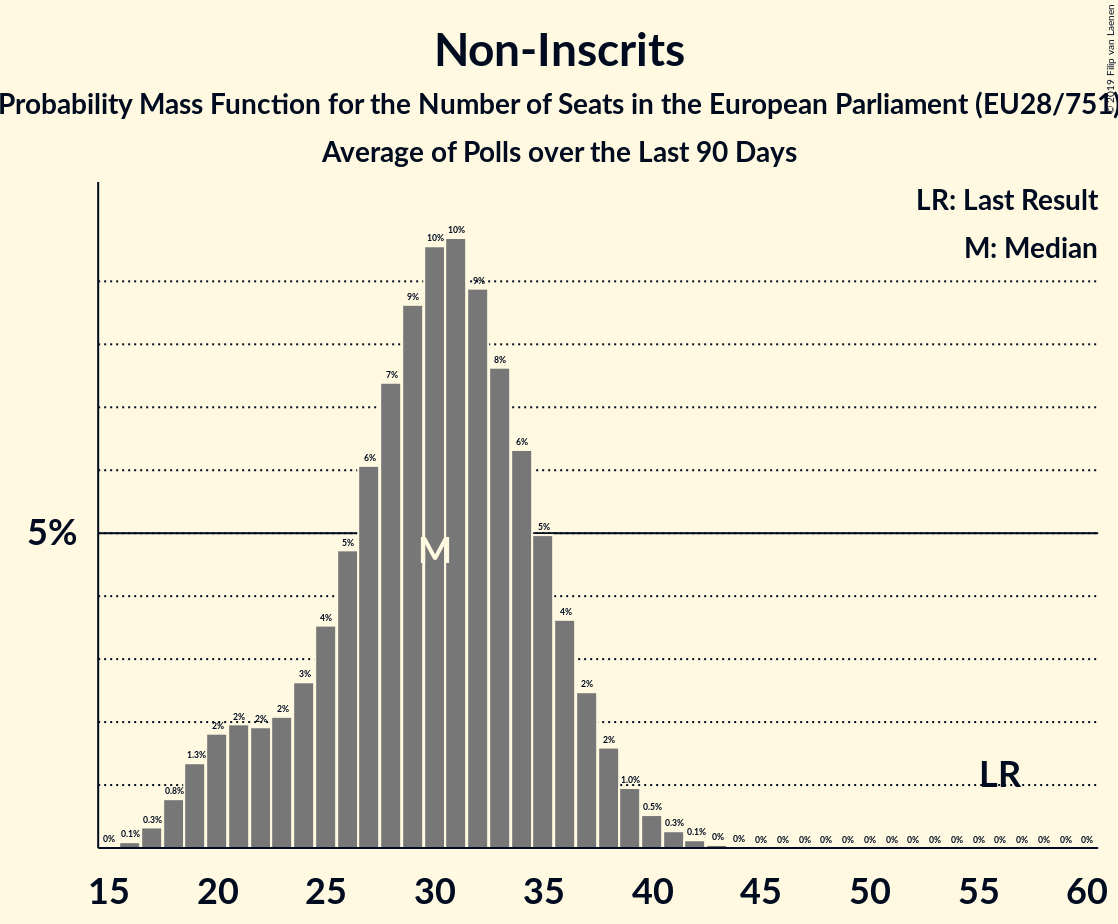 © 2019 Filip van Laenen
Non-Inscrits
Probability Mass Function for the Number of Seats in the European Parliament (EU28/751)
Average of Polls over the Last 90 Days
LR: Last Result
M: Median
10%
10%
9%
9%
8%
7%
6%
6%
5%
5%
5%
M
4%
4%
3%
2%
2%
2%
2%
2%
2%
1.3%
LR
1.0%
0.8%
0.5%
0.3%
0.3%
0% 0.1% 0.1% 0% 0% 0% 0% 0% 0% 0% 0% 0% 0% 0% 0% 0% 0% 0% 0% 0% 0%
15 20 25 30 35 40 45 50 55 60